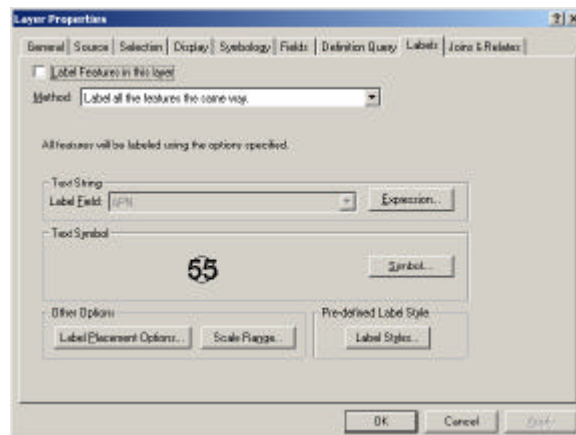 Layer Properties
General Source Selection Display Symbology Fields Definition Query Labels Joins & Relates
Label Features in this layer
Method: Label all the features the same way.
All features will be labeled using the options specified.
Text String
Label Field: APN Expression...
Text Symbol
55 Symbol...
Other Options Pre-defined Label Style
Label Placement Options... Scale Range... Label Styles...
OK Cancel Apply